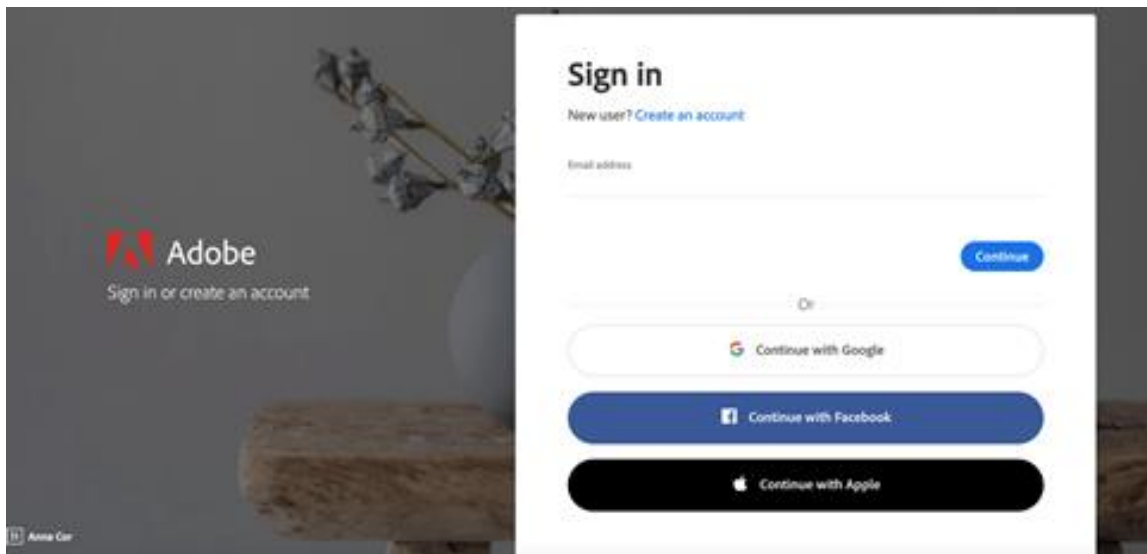 Adobe
Sign in or create an account
Anna Cor
Sign in
New user? Create an account
Email address
Continue
Or
Continue with Google
Continue with Facebook
Continue with Apple